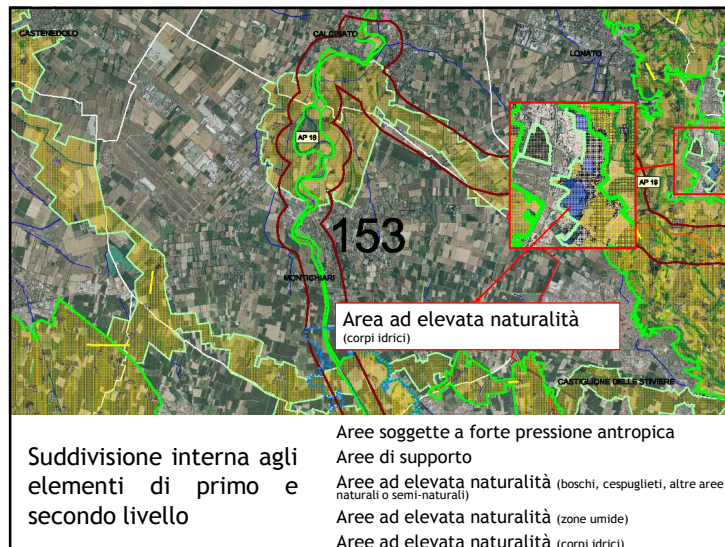 CASTENEDOLO
CALCINATO
LONATO
AP 18
AP 19
153
MONTICHIARI
Area ad elevata naturalità
(corpi idrici)
CASTIGLIONE DELLE STIVIERE
Suddivisione interna agli
elementi di primo e
secondo livello
Aree soggette a forte pressione antropica
Aree di supporto
Aree ad elevata naturalità (boschi, cespuglieti, altre aree
naturali o semi-naturali)
Aree ad elevata naturalità (zone umide)
Aree ad elevata naturalità (corpi idrici)